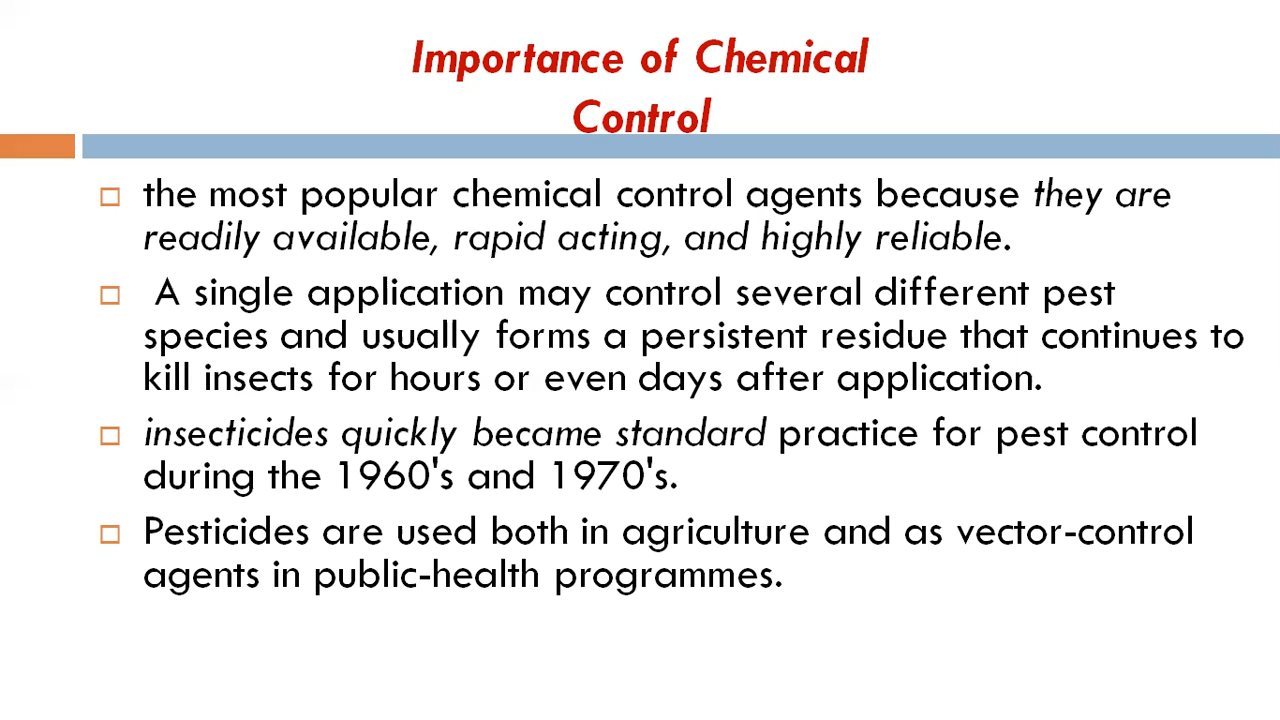 Importance of Chemical
Control
the most popular chemical control agents because they are
readily available, rapid acting, and highly reliable.
A single application may control several different pest
species and usually forms a persistent residue that continues to
kill insects for hours or even days after application.
insecticides quickly became standard practice for pest control
during the 1960's and 1970's.
Pesticides are used both in agriculture and as vector-control
agents in public-health programmes.